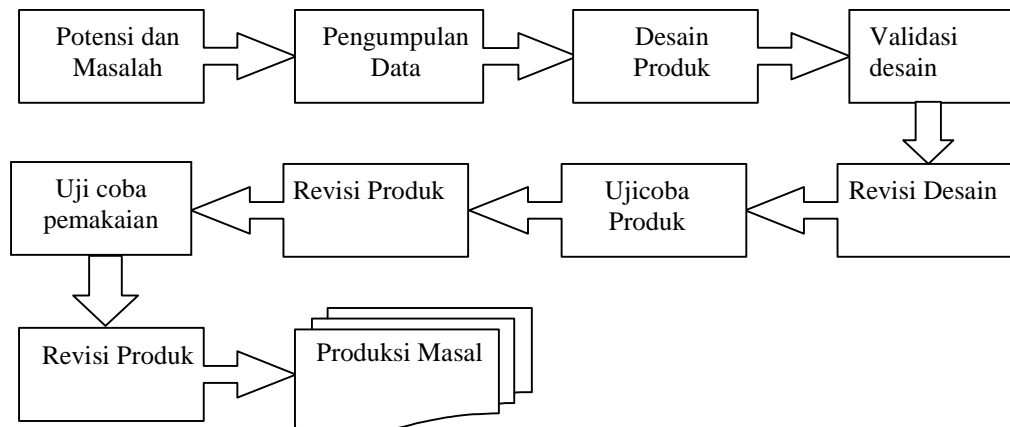 Potensi dan
Masalah
Pengumpulan
Data
Desain
Produk
Validasi
desain
Revisi Desain
Ujicoba
Produk
Revisi Produk
Uji coba
pemakaian
Revisi Produk
Produksi Masal